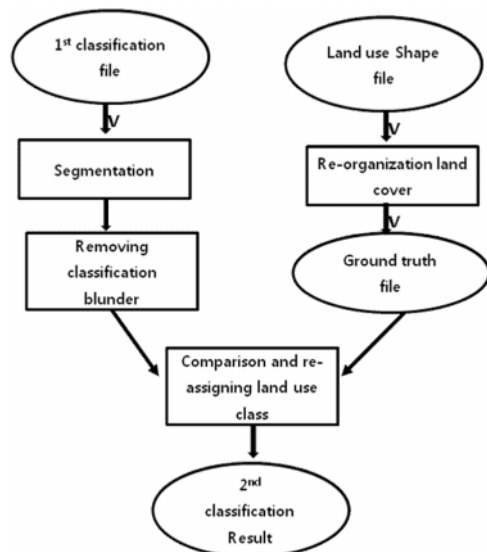 1st classification
file
Land use Shape
file
V
V
Segmentation
Re-organization land
cover
V
Removing
classification
blunder
Ground truth
file
Comparison and re-
assigning land use
class
2nd
classification
Result